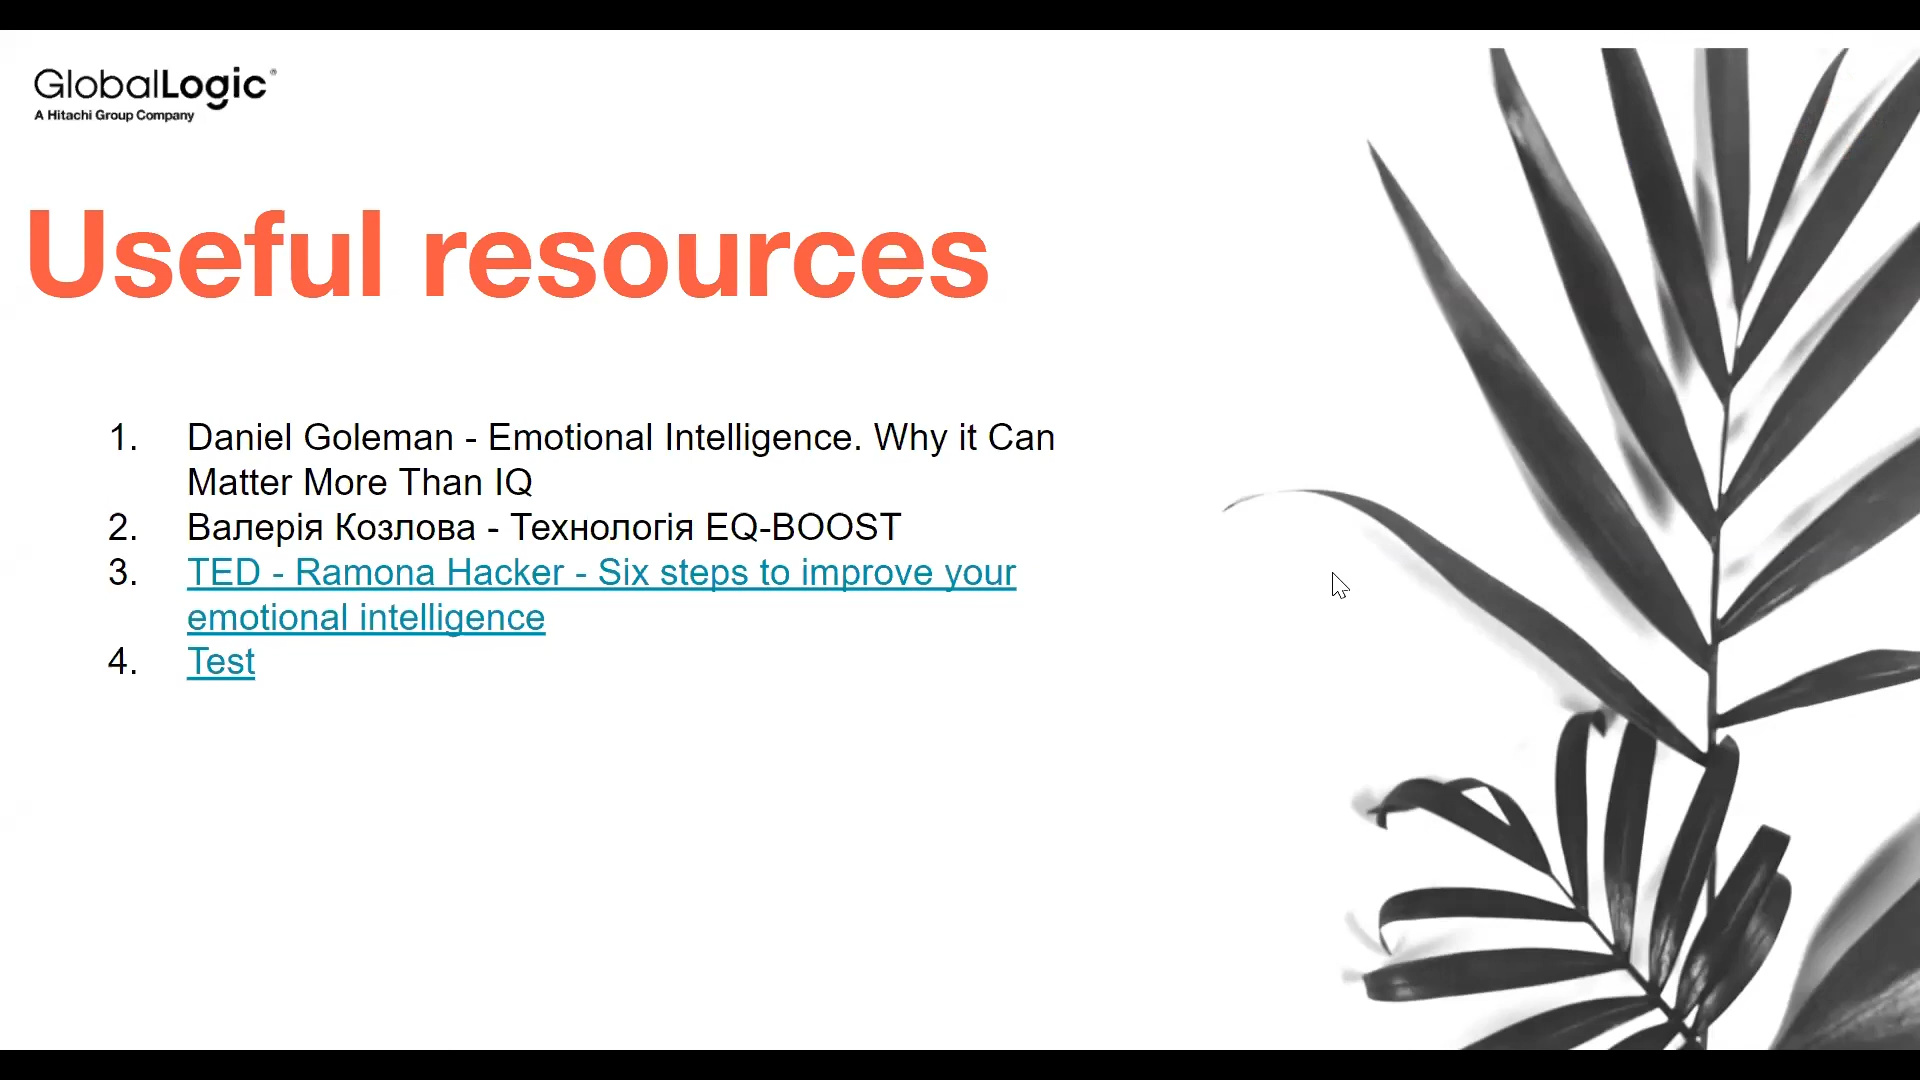 GlobalLogic®
A Hitachi Group Company
Useful resources
1. Daniel Goleman - Emotional Intelligence. Why it Can
Matter More Than IQ
2. Валерія Козлова - Технологія EQ-BOOST
3. TED - Ramona Hacker - Six steps to improve your
emotional intelligence
4. Test